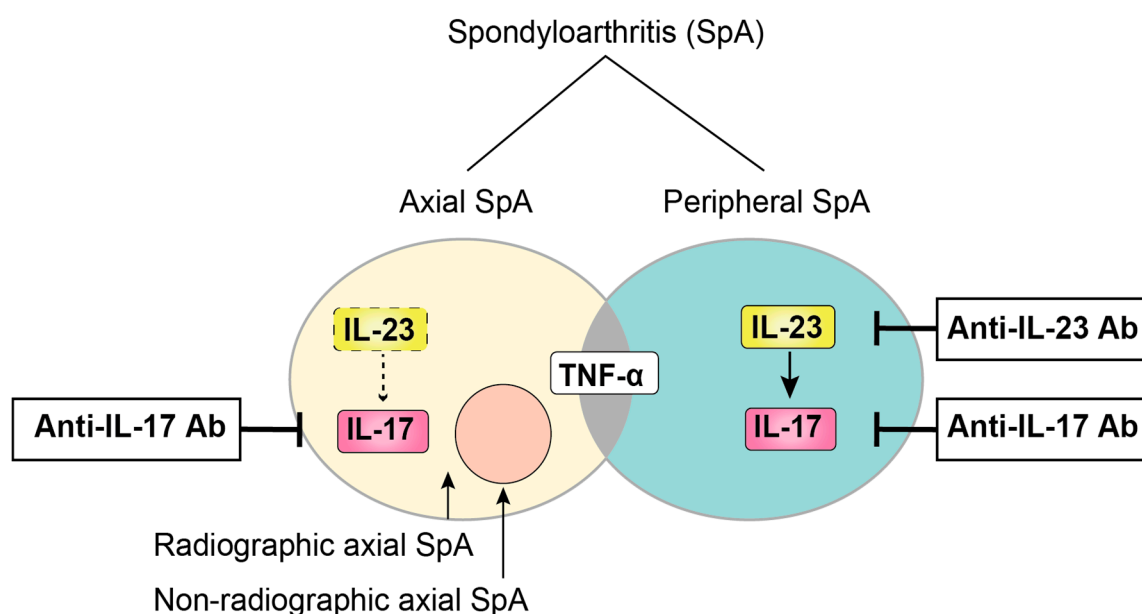 Spondyloarthritis (SpA)
Axial SpA
Peripheral SpA
IL-23
IL-23
Anti-IL-23 Ab
TNF-α
Anti-IL-17 Ab
IL-17
IL-17
Anti-IL-17 Ab
Radiographic axial SpA
Non-radiographic axial SpA